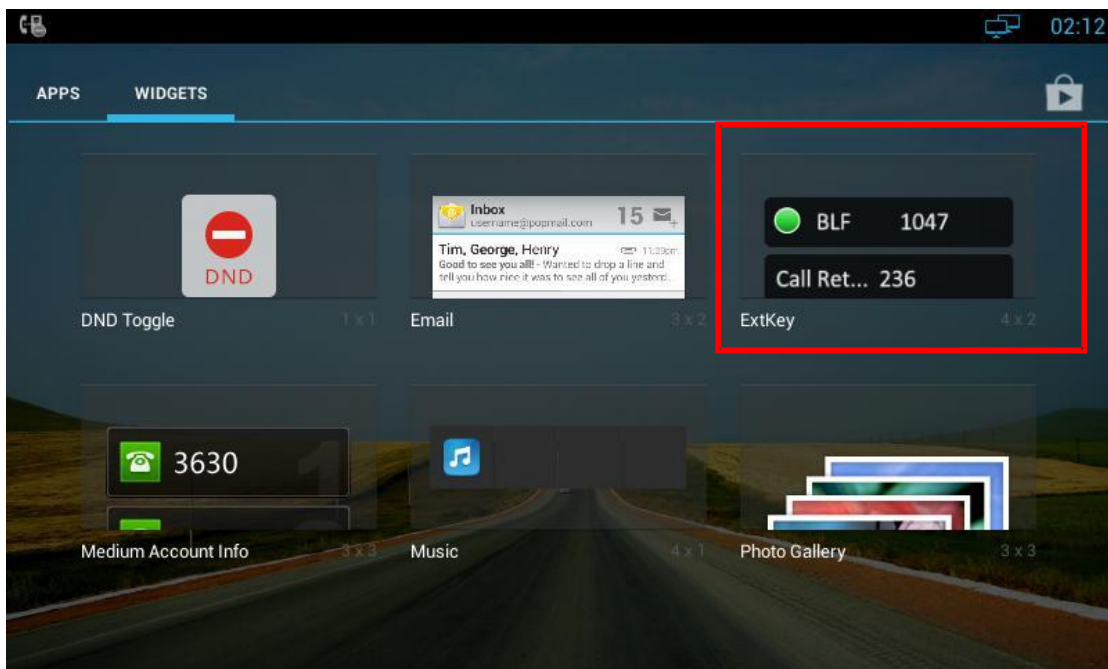 02:12
APPS WIDGETS
DND
Inbox
username@popmail.com
15
Tim, George, Henry
Good to see you all! - Wanted to drop a line and
tell you how nice it was to see all of you yesterd...
BLF 1047
Call Ret... 236
DND Toggle 1 x 1
Email 3 x 2
ExtKey 4 x 2
3630
1
Medium Account Info 3 x 3
Music 4 x 1
Photo Gallery 3 x 3